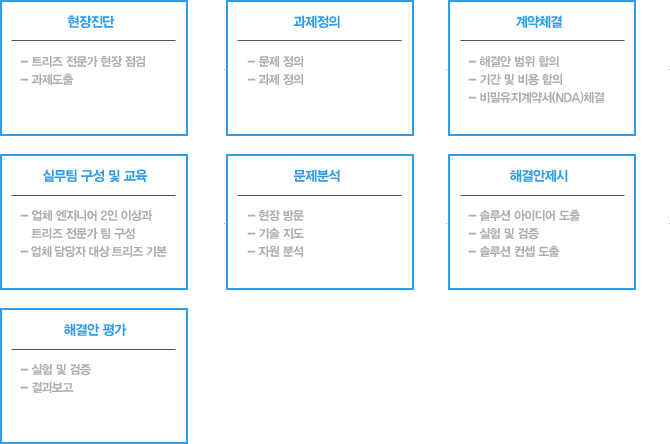 현장진단
– 트리즈 전문가 현장 점검
– 과제도출
과제정의
– 문제 정의
– 과제 정의
계약체결
– 해결안 범위 합의
– 기간 및 비용 합의
– 비밀유지계약서(NDA)체결
실무팀 구성 및 교육
– 업체 엔지니어 2인 이상과
트리즈 전문가 팀 구성
– 업체 담당자 대상 트리즈 기본
문제분석
– 현장 방문
– 기술 지도
– 자원 분석
해결안제시
– 솔루션 아이디어 도출
– 실험 및 검증
– 솔루션 컨셉 도출
해결안 평가
– 실험 및 검증
– 결과보고